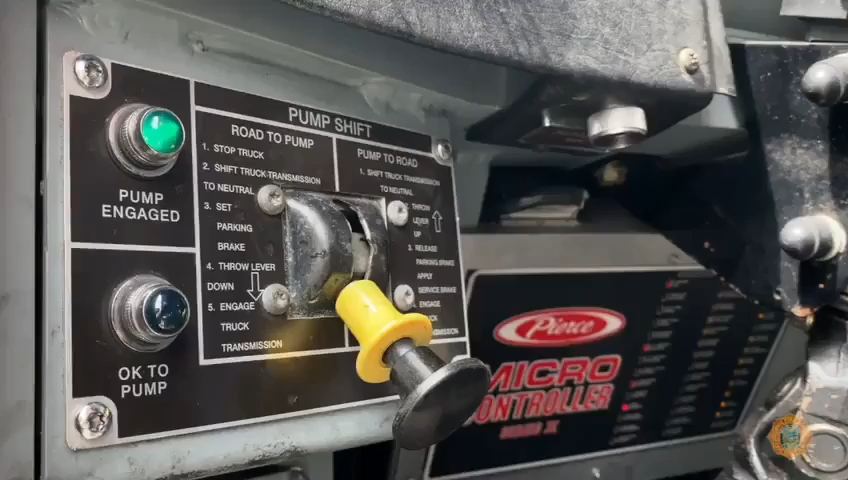 PUMP SHIFT
PUMP
ENGAGED
OK TO
PUMP
ROAD TO PUMP
1. STOP TRUCK
2. SHIFT TRUCK TRANSMISSION
TO NEUTRAL
3. SET
PARKING
BRAKE
4. THROW LEVER
DOWN
5. ENGAGE
TRUCK
TRANSMISSION
PUMP TO ROAD
1. SHIFT TRUCK TRANSMISSION
TO NEUTRAL
THROW
LEVER
UP
3. RELEASE
PARKING BRAKE
APPLY
SERVICE BRAKE
ENGAGE
Pierce
MICRO
CONTROLLER